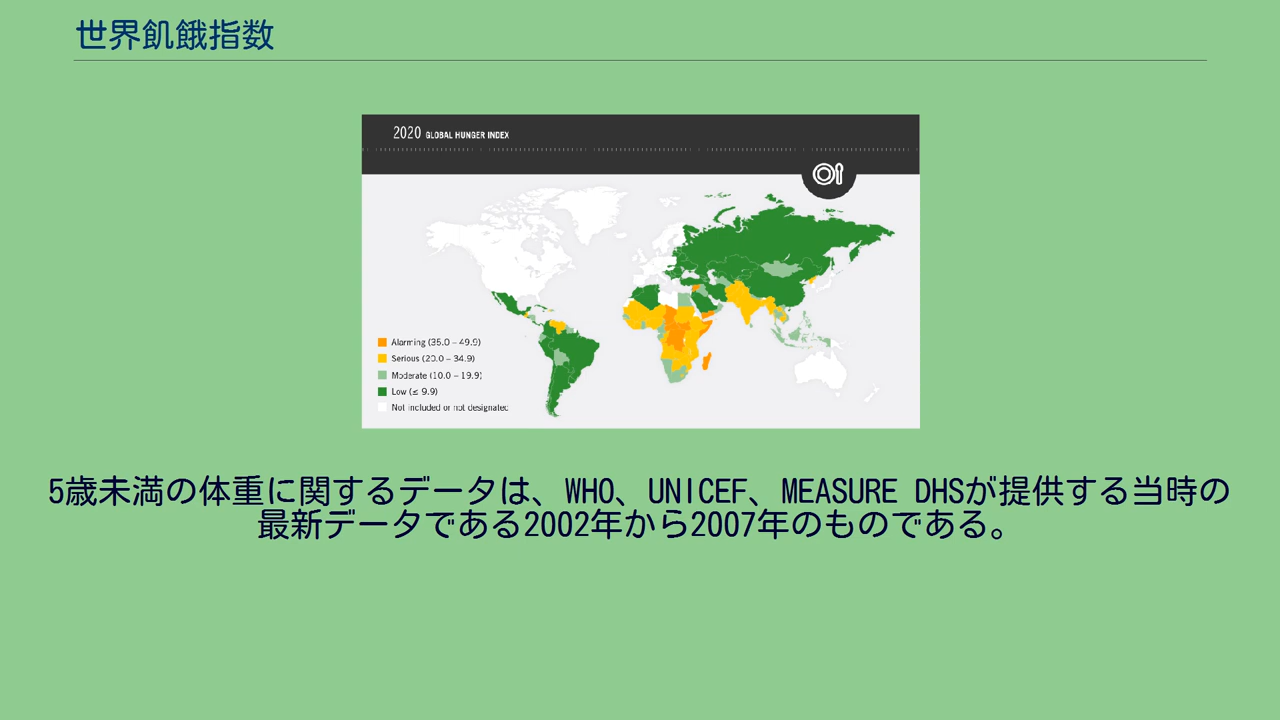 世界飢餓指数
2020 GLOBAL HUNGER INDEX
Alarming (35.0 – 49.9)
Serious (20.0 – 34.9)
Moderate (10.0 – 19.9)
Low (≤ 9.9)
Not included or not designated
5歳未満の体重に関するデータは、WHO、UNICEF、MEASURE DHSが提供する当時の
最新データである2002年から2007年のものである。